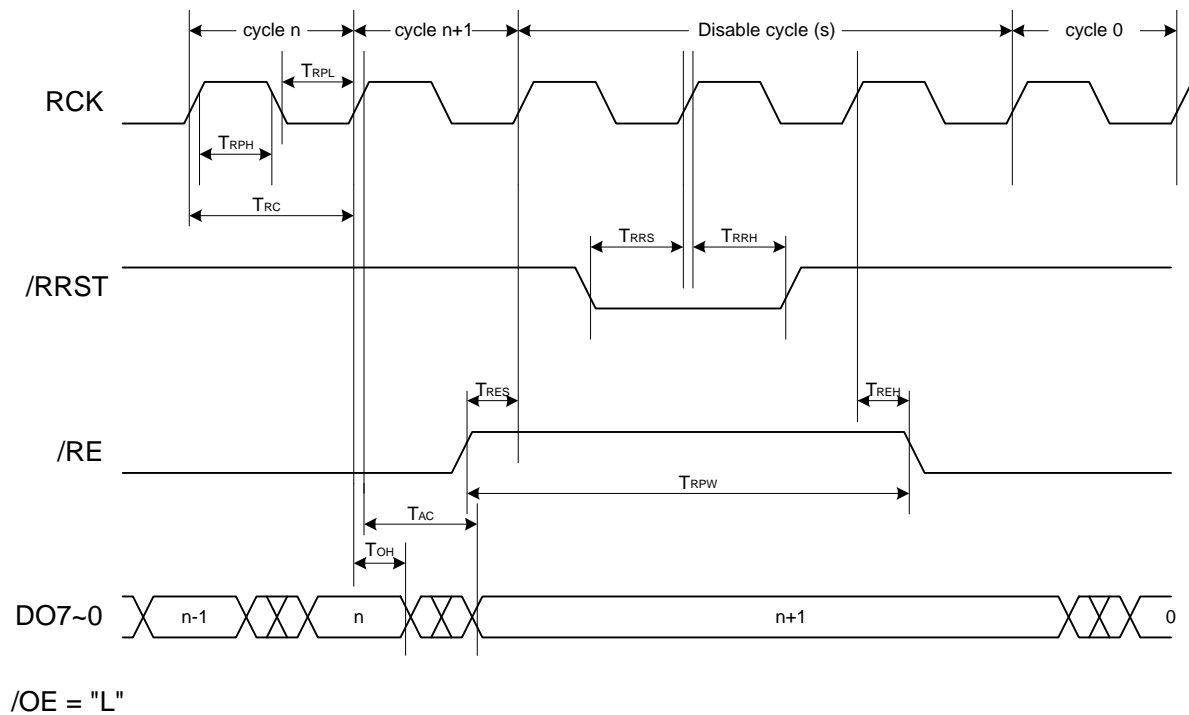 cycle n
cycle n+1
Disable cycle (s)
cycle 0
TRPL
RCK
TRPH
TRC
TRRS
TRRH
/RRST
TRES
TREH
/RE
TRPW
TAC
TOH
DO7~0
n-1
n
n+1
0
/OE = "L"